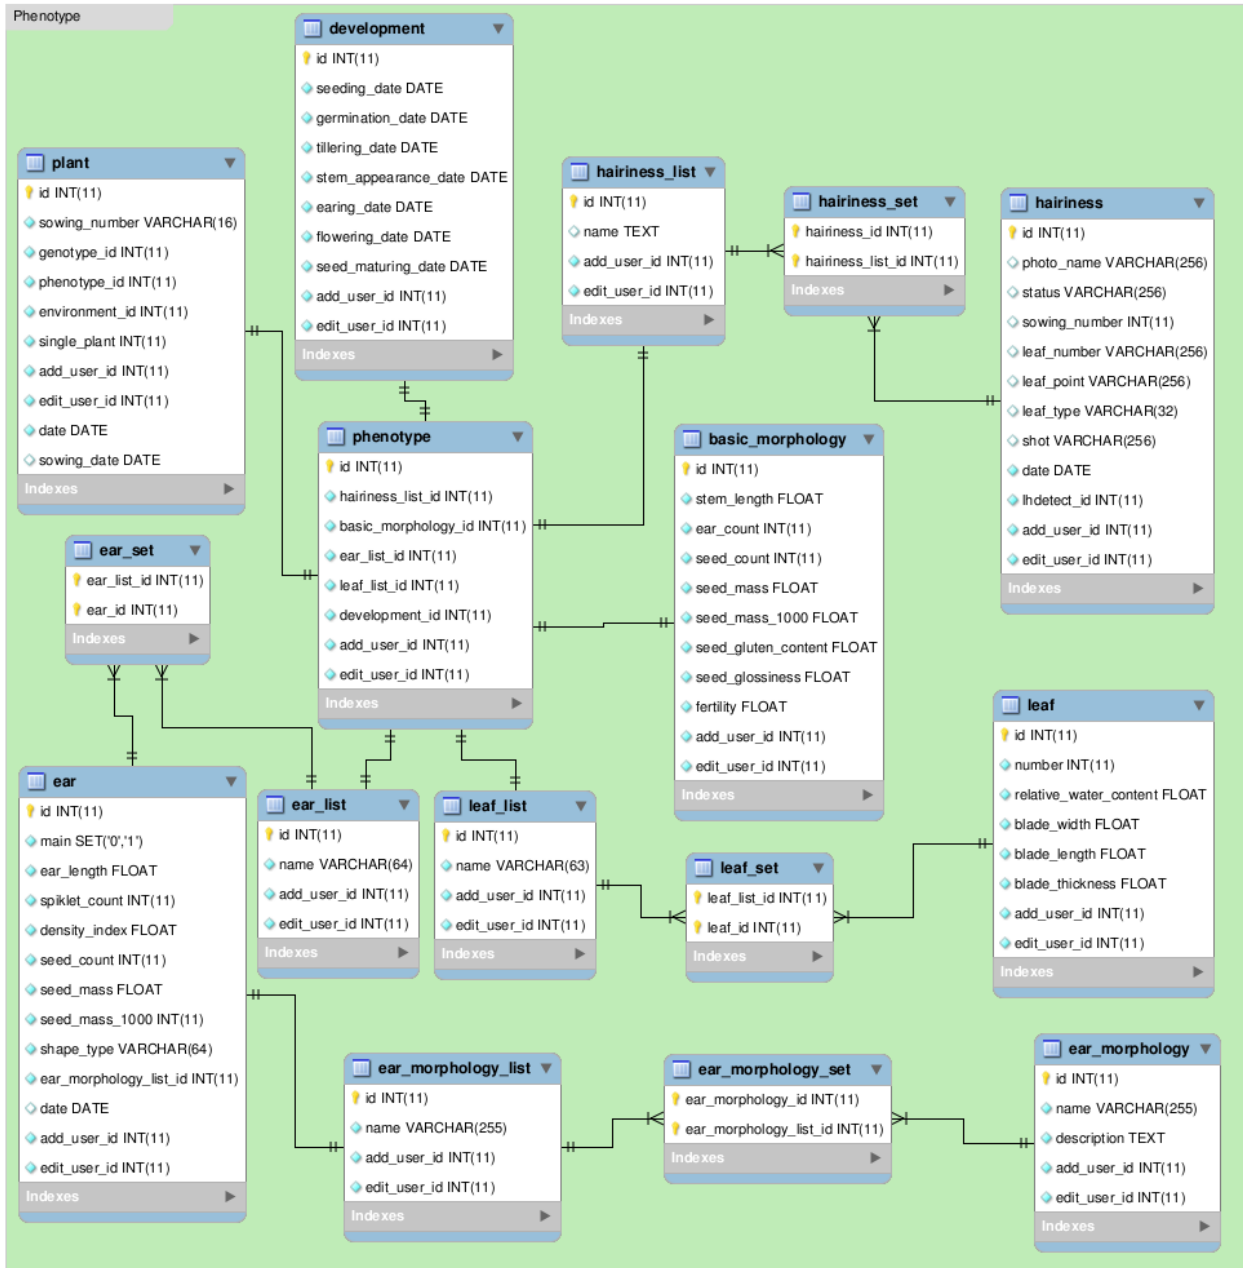 Phenotype
development
id INT(11)
seeding_date DATE
germination_date DATE
tillering_date DATE
stem_appearance_date DATE
earing_date DATE
flowering_date DATE
seed_maturing_date DATE
add_user_id INT(11)
edit_user_id INT(11)
Indexes
plant
id INT(11)
sowing_number VARCHAR(16)
genotype_id INT(11)
phenotype_id INT(11)
environment_id INT(11)
single_plant INT(11)
add_user_id INT(11)
edit_user_id INT(11)
date DATE
sowing_date DATE
Indexes
hairiness_list
id INT(11)
name TEXT
add_user_id INT(11)
edit_user_id INT(11)
Indexes
hairiness_set
hairiness_id INT(11)
hairiness_list_id INT(11)
Indexes
hairiness
id INT(11)
photo_name VARCHAR(256)
status VARCHAR(256)
sowing_number INT(11)
leaf_number VARCHAR(256)
leaf_point VARCHAR(256)
leaf_type VARCHAR(32)
shot VARCHAR(256)
date DATE
lhdetect_id INT(11)
add_user_id INT(11)
edit_user_id INT(11)
Indexes
phenotype
id INT(11)
hairiness_list_id INT(11)
basic_morphology_id INT(11)
ear_list_id INT(11)
leaf_list_id INT(11)
development_id INT(11)
add_user_id INT(11)
edit_user_id INT(11)
Indexes
basic_morphology
id INT(11)
stem_length FLOAT
ear_count INT(11)
seed_count INT(11)
seed_mass FLOAT
seed_mass_1000 FLOAT
seed_gluten_content FLOAT
seed_glossiness FLOAT
fertility FLOAT
add_user_id INT(11)
edit_user_id INT(11)
Indexes
ear_set
ear_list_id INT(11)
ear_id INT(11)
Indexes
leaf
id INT(11)
number INT(11)
relative_water_content FLOAT
blade_width FLOAT
blade_length FLOAT
blade_thickness FLOAT
add_user_id INT(11)
edit_user_id INT(11)
Indexes
ear
id INT(11)
main SET('0','1')
ear_length FLOAT
spiklet_count INT(11)
density_index FLOAT
seed_count INT(11)
seed_mass FLOAT
seed_mass_1000 INT(11)
shape_type VARCHAR(64)
ear_morphology_list_id INT(11)
date DATE
add_user_id INT(11)
edit_user_id INT(11)
Indexes
ear_list
id INT(11)
name VARCHAR(64)
add_user_id INT(11)
edit_user_id INT(11)
Indexes
leaf_list
id INT(11)
name VARCHAR(63)
add_user_id INT(11)
edit_user_id INT(11)
Indexes
leaf_set
leaf_list_id INT(11)
leaf_id INT(11)
Indexes
ear_morphology_list
id INT(11)
name VARCHAR(255)
add_user_id INT(11)
edit_user_id INT(11)
Indexes
ear_morphology_set
ear_morphology_id INT(11)
ear_morphology_list_id INT(11)
Indexes
ear_morphology
id INT(11)
name VARCHAR(255)
description TEXT
add_user_id INT(11)
edit_user_id INT(11)
Indexes